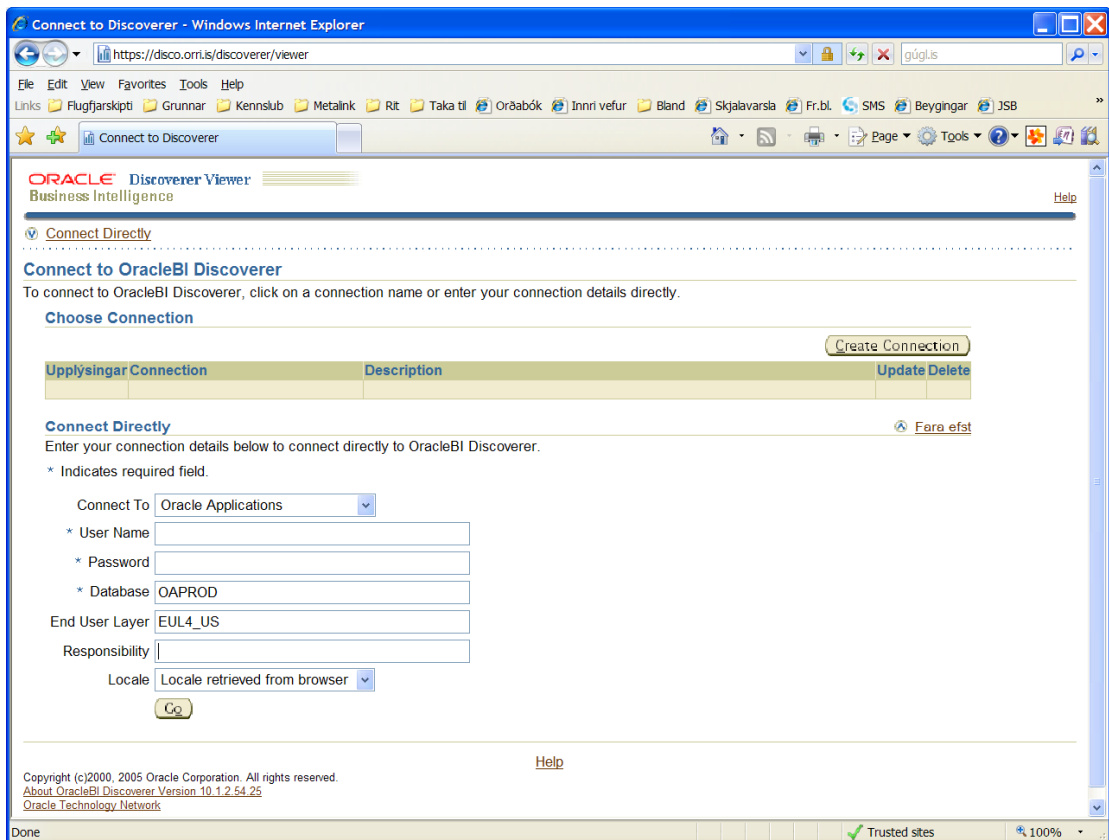 Connect to Discoverer - Windows Internet Explorer
https://disco.orri.is/discoverer/viewer
gúgl.is
File Edit View Favorites Tools Help
Links Flugfjarskipti Grunnar Kennslub Metalink Rit Taka til Orðabók Innri vefur Bland Skjalavarsla Fr.bl. SMS Beygingar JSB »
Connect to Discoverer
Page Tools
ORACLE Discoverer Viewer
Business Intelligence
Help
Connect Directly
Connect to OracleBI Discoverer
To connect to OracleBI Discoverer, click on a connection name or enter your connection details directly.
Choose Connection
Create Connection
Upplýsingar Connection Description Update Delete
Connect Directly
Fara efst
Enter your connection details below to connect directly to OracleBI Discoverer.
* Indicates required field.
Connect To Oracle Applications
* User Name
* Password
* Database OAPROD
End User Layer EUL4_US
Responsibility
Locale Locale retrieved from browser
Go
Help
Copyright (c)2000, 2005 Oracle Corporation. All rights reserved.
About OracleBI Discoverer Version 10.1.2.54.25
Oracle Technology Network
Done
Trusted sites
100%